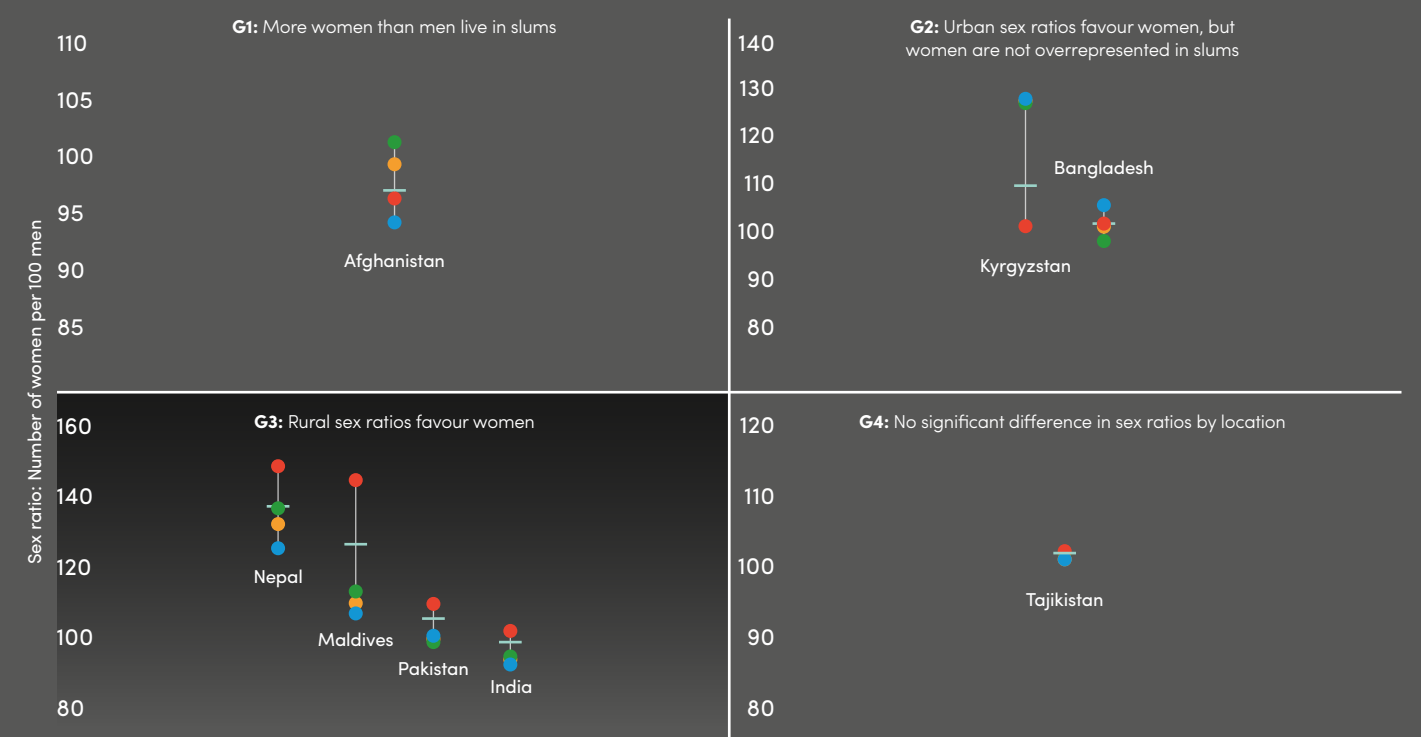 Sex ratio: Number of women per 100 men
G1: More women than men live in slums
110
105
100
95
90
85
Afghanistan
G2: Urban sex ratios favour women, but
women are not overrepresented in slums
140
130
120
110
100
90
80
Bangladesh
Kyrgyzstan
G3: Rural sex ratios favour women
160
140
120
100
80
Nepal
Maldives
Pakistan
India
G4: No significant difference in sex ratios by location
120
110
100
90
80
Tajikistan